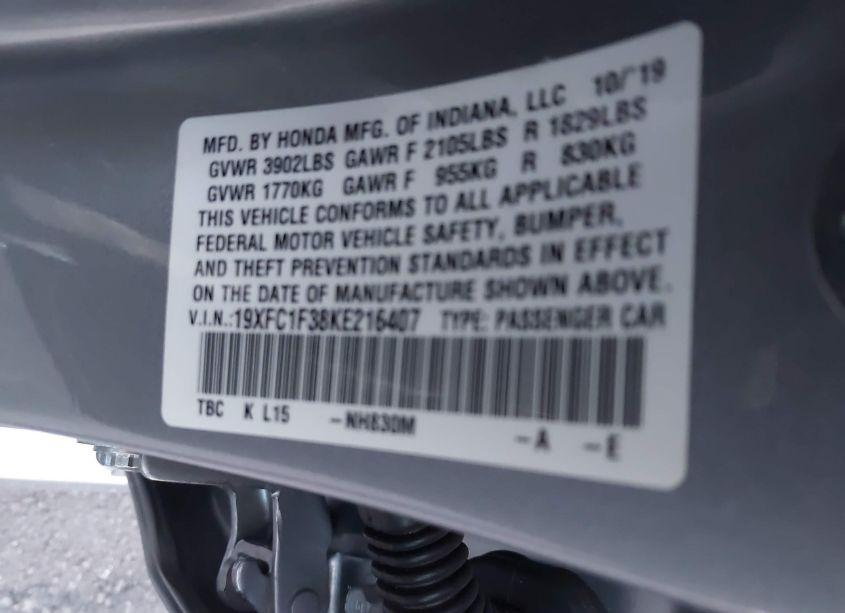 MFD. BY HONDA MFG. OF INDIANA, LLC 10/'19
GVWR 3902LBS GAWR F 2105LBS R 1829LBS
GVWR 1770KG GAWR F 955KG R 830KG
THIS VEHICLE CONFORMS TO ALL APPLICABLE
FEDERAL MOTOR VEHICLE SAFETY, BUMPER,
AND THEFT PREVENTION STANDARDS IN EFFECT
ON THE DATE OF MANUFACTURE SHOWN ABOVE.
V.I.N.:19XFC1F38KE216407 TYPE: PASSENGER CAR
TBC K L15 -NH830M -A -E